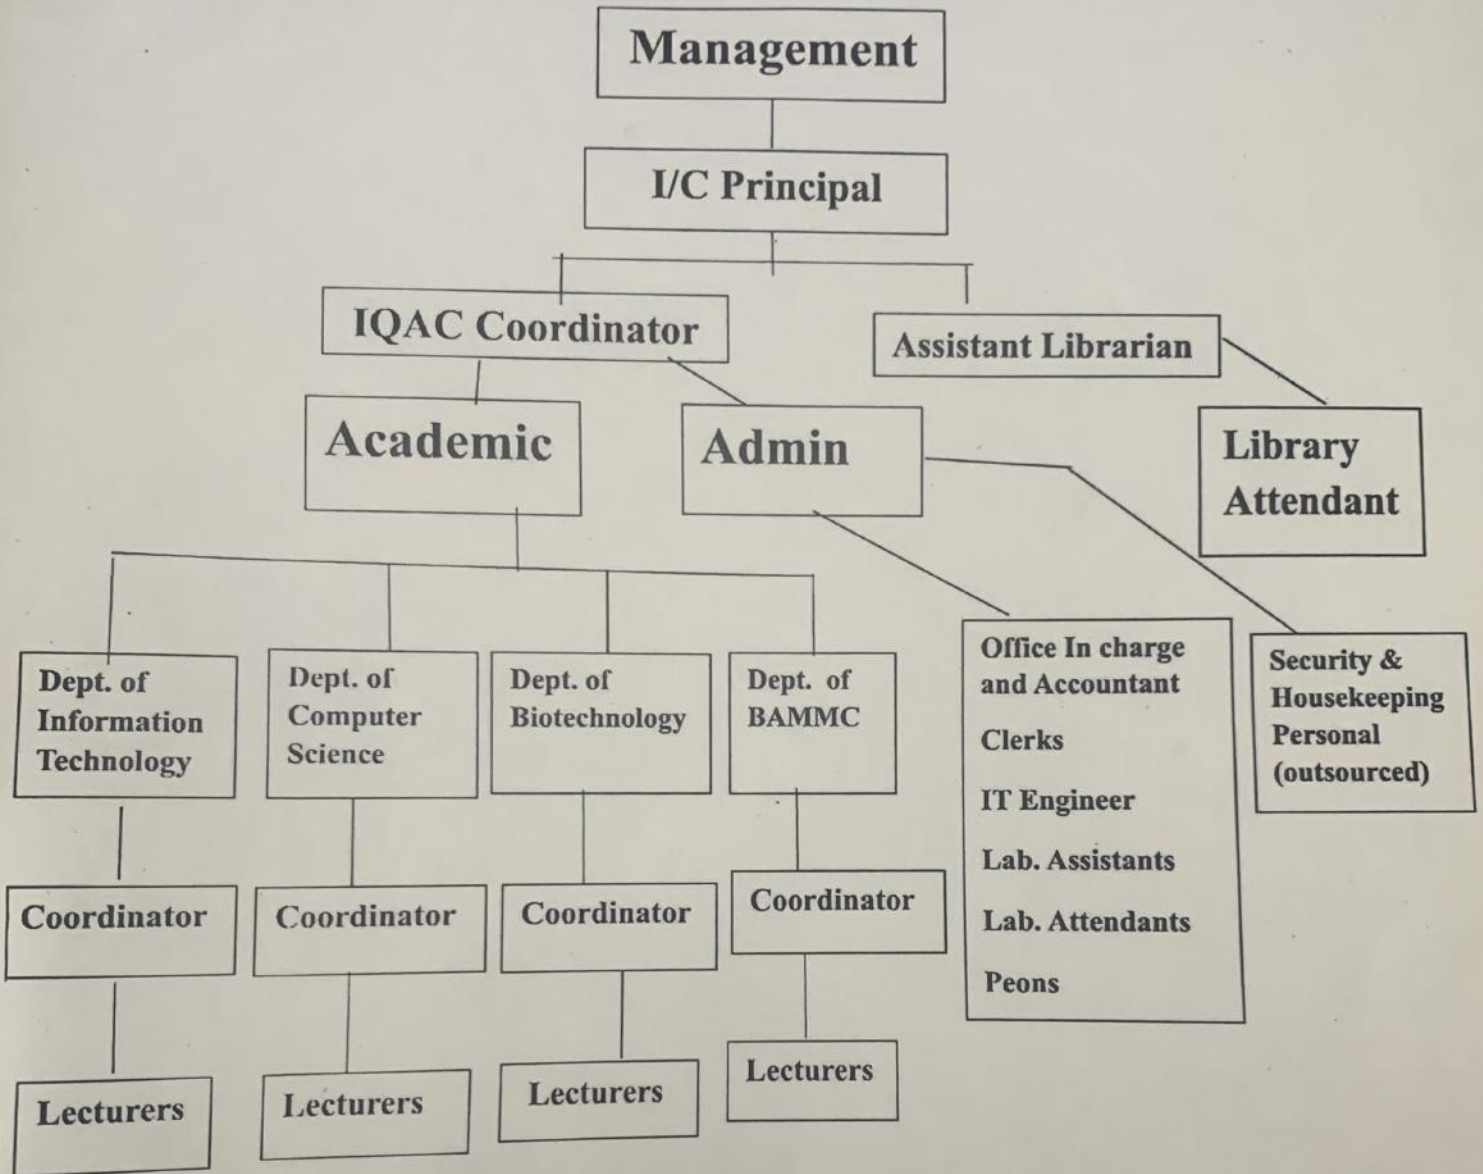 Management
I/C Principal
IQAC Coordinator
Assistant Librarian
Academic
Admin
Library
Attendant
Dept. of
Information
Technology
Dept. of
Computer
Science
Dept. of
Biotechnology
Dept. of
BAMMC
Office In charge
and Accountant
Clerks
IT Engineer
Lab. Assistants
Lab. Attendants
Peons
Security &
Housekeeping
Personal
(outsourced)
Coordinator
Coordinator
Coordinator
Coordinator
Lecturers
Lecturers
Lecturers
Lecturers